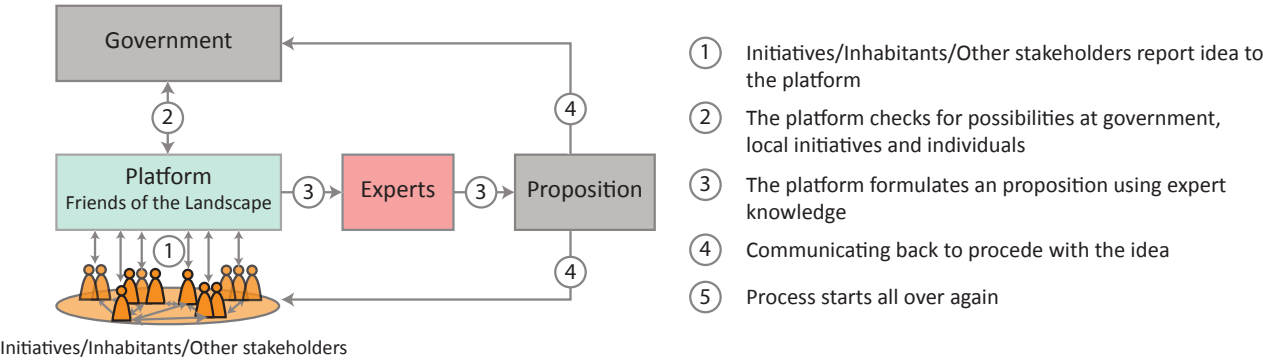 Government
4
2
Platform
Friends of the Landscape
3
Experts
3
Proposition
1
4
Initiatives/Inhabitants/Other stakeholders
1 Initiatives/Inhabitants/Other stakeholders report idea to
the platform
2 The platform checks for possibilities at government,
local initiatives and individuals
3 The platform formulates an proposition using expert
knowledge
4 Communicating back to procede with the idea
5 Process starts all over again